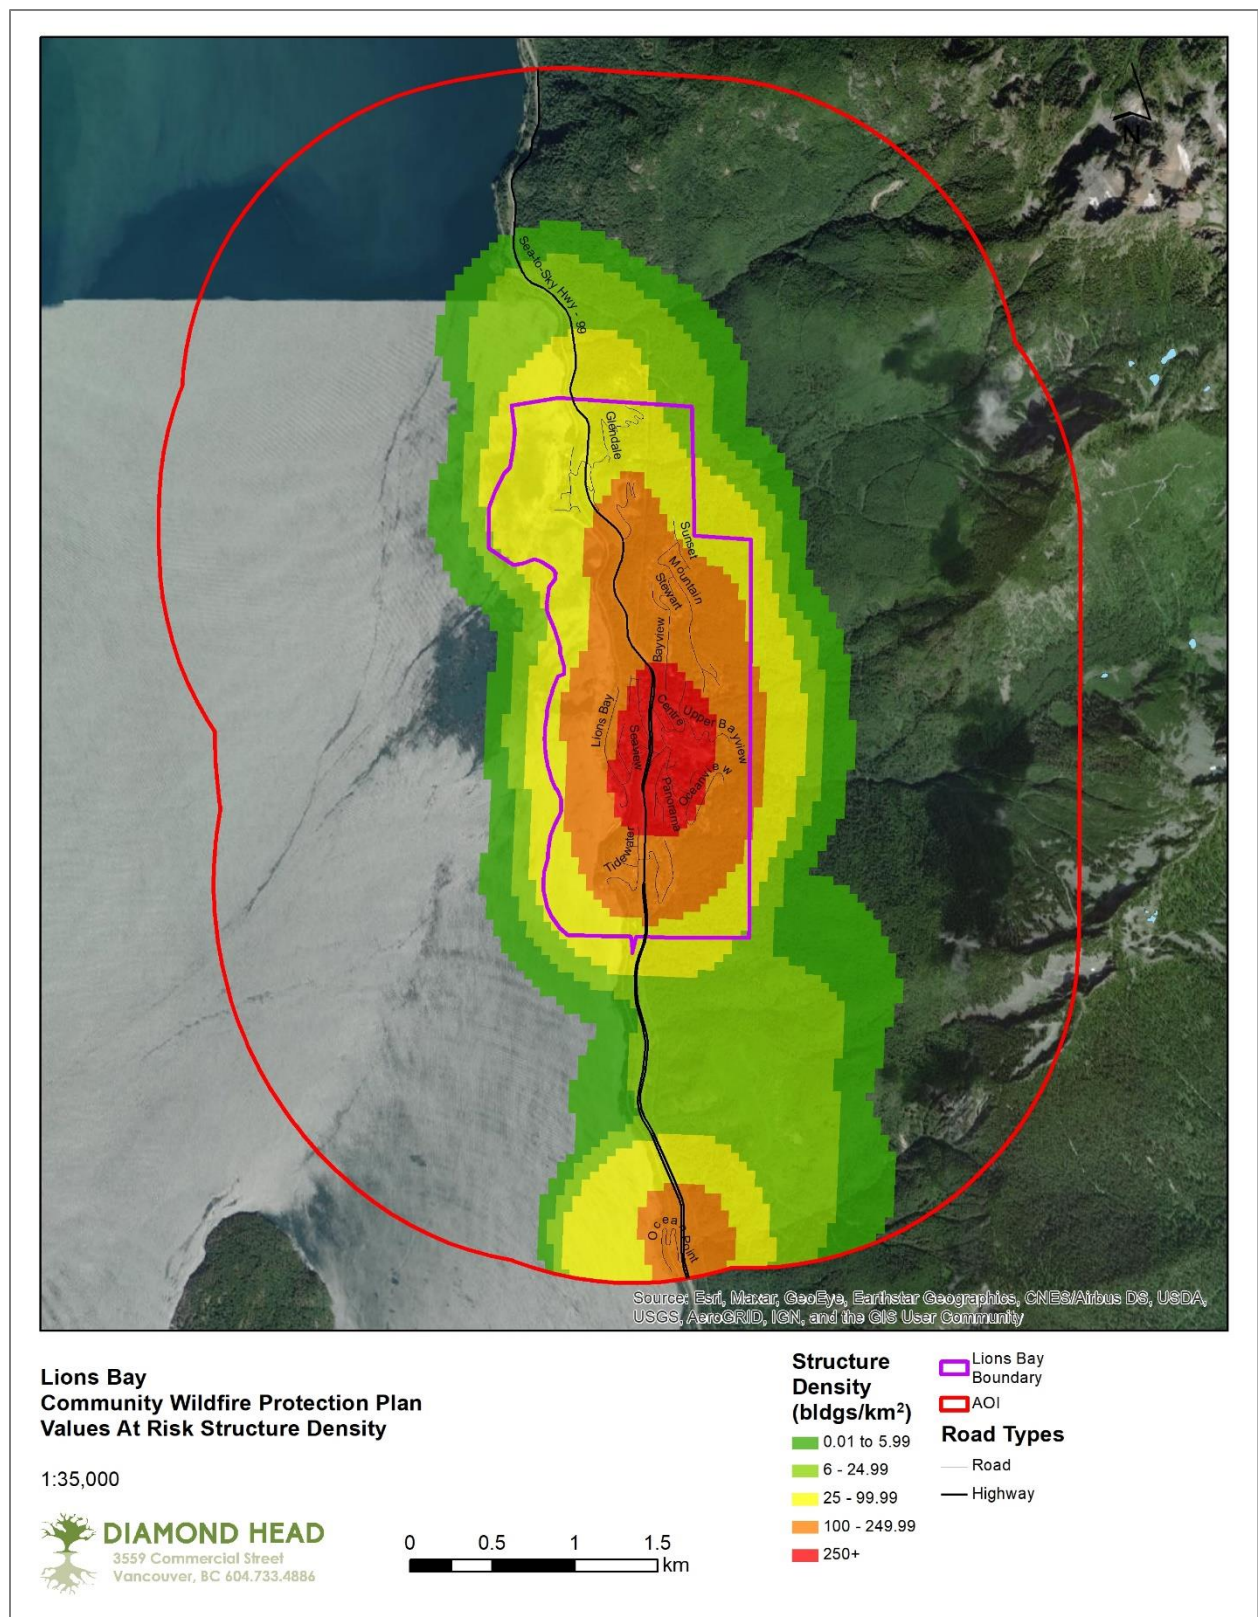 N
Sea-to-Sky Hwy - 99
Glendale
Sunset
Mountain
Stewart
Bayview
Lions Bay
Centre
Upper Bayview
Seaview
Oceanview
Panorama
Tidewater
Ocean Point
Source: Esri, Maxar, GeoEye, Earthstar Geographics, CNES/Airbus DS, USDA,
USGS, AeroGRID, IGN, and the GIS User Community
Lions Bay
Community Wildfire Protection Plan
Values At Risk Structure Density
1:35,000
DIAMOND HEAD
3559 Commercial Street
Vancouver, BC 604.733.4886
0 0.5 1 1.5
km
Structure
Density
(bldgs/km²)
0.01 to 5.99
6 - 24.99
25 - 99.99
100 - 249.99
250+
Lions Bay
Boundary
AOI
Road Types
Road
Highway